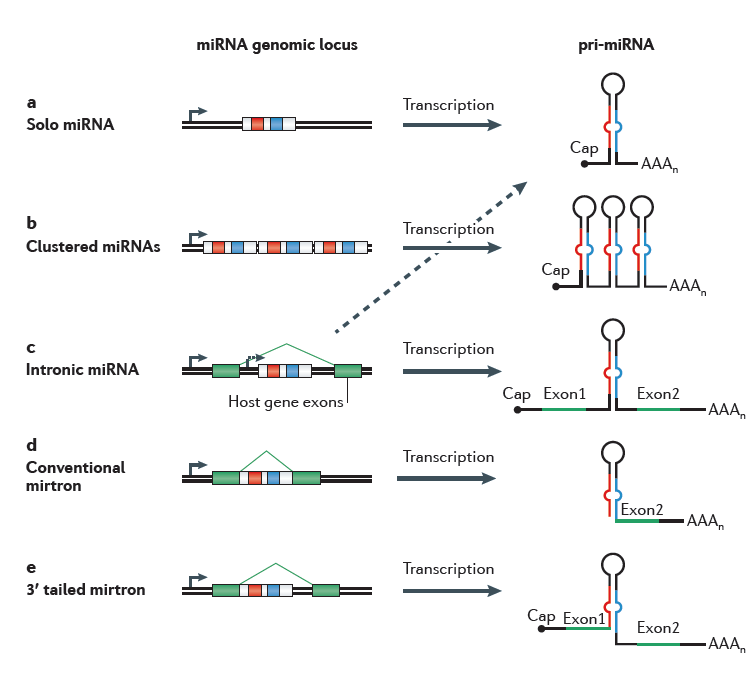 miRNA genomic locus
pri-miRNA
a
Solo miRNA
Transcription
Cap
AAAn
b
Clustered miRNAs
Transcription
Cap
AAAn
c
Intronic miRNA
Host gene exons
Transcription
Cap
Exon1
Exon2
AAAn
d
Conventional
mirtron
Transcription
Exon2
AAAn
e
3′ tailed mirtron
Transcription
Cap
Exon1
Exon2
AAAn